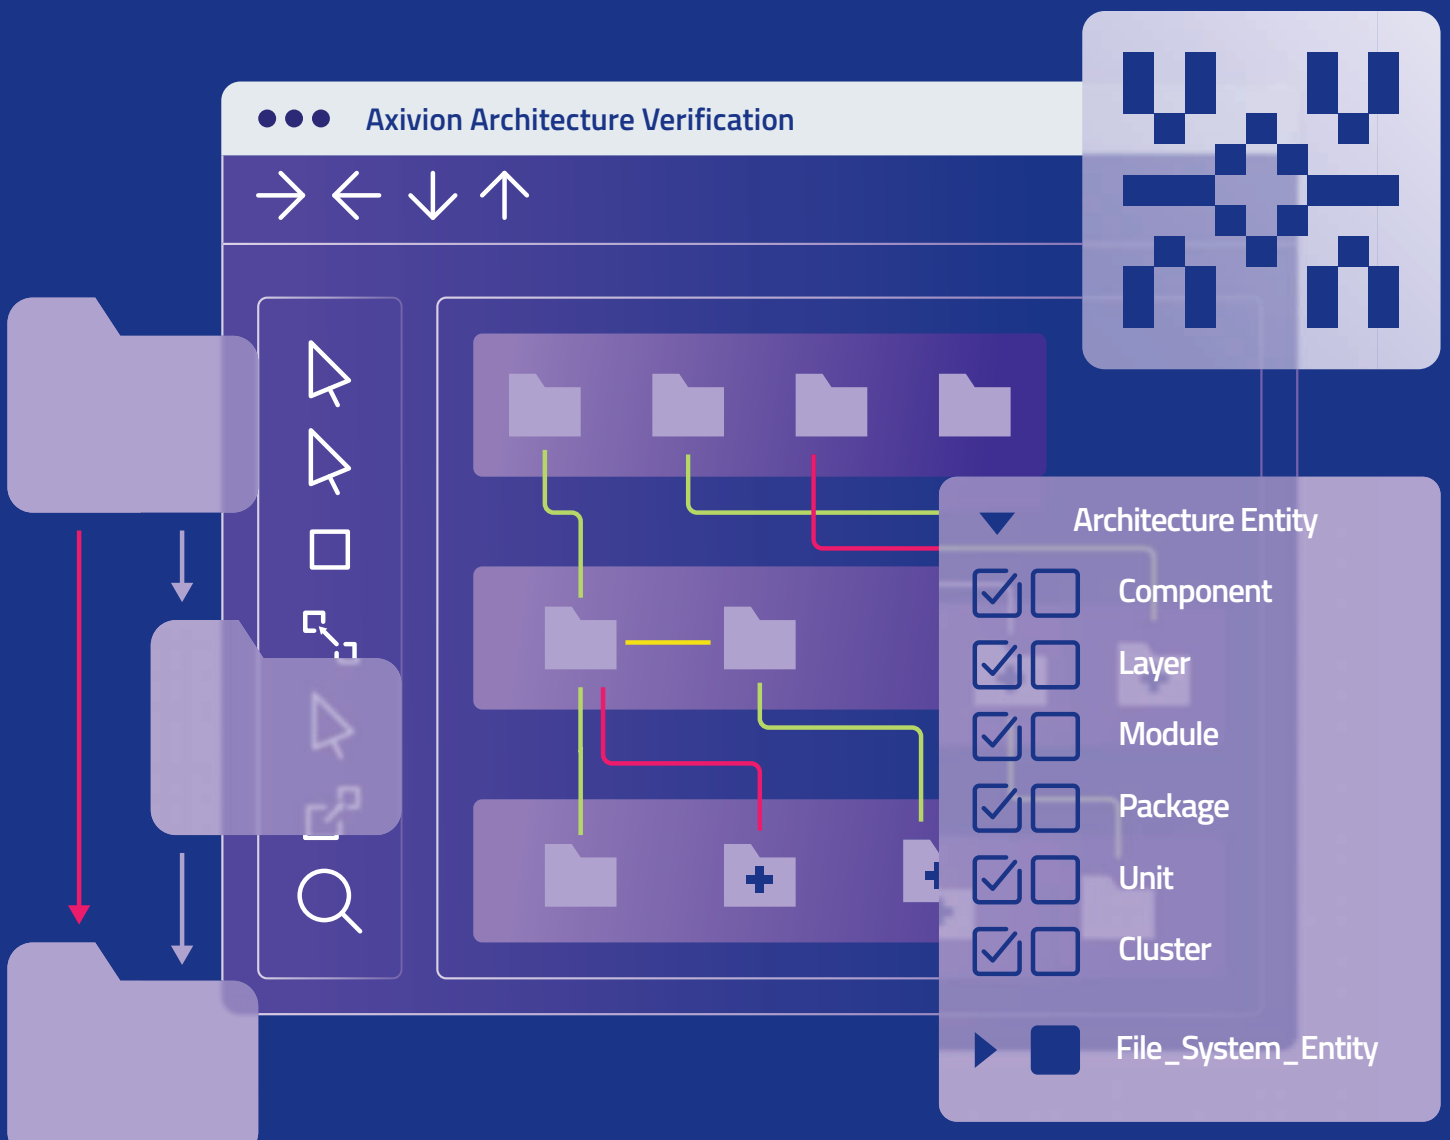 Axivion Architecture Verification
Architecture Entity
Component
Layer
Module
Package
Unit
Cluster
File_System_Entity